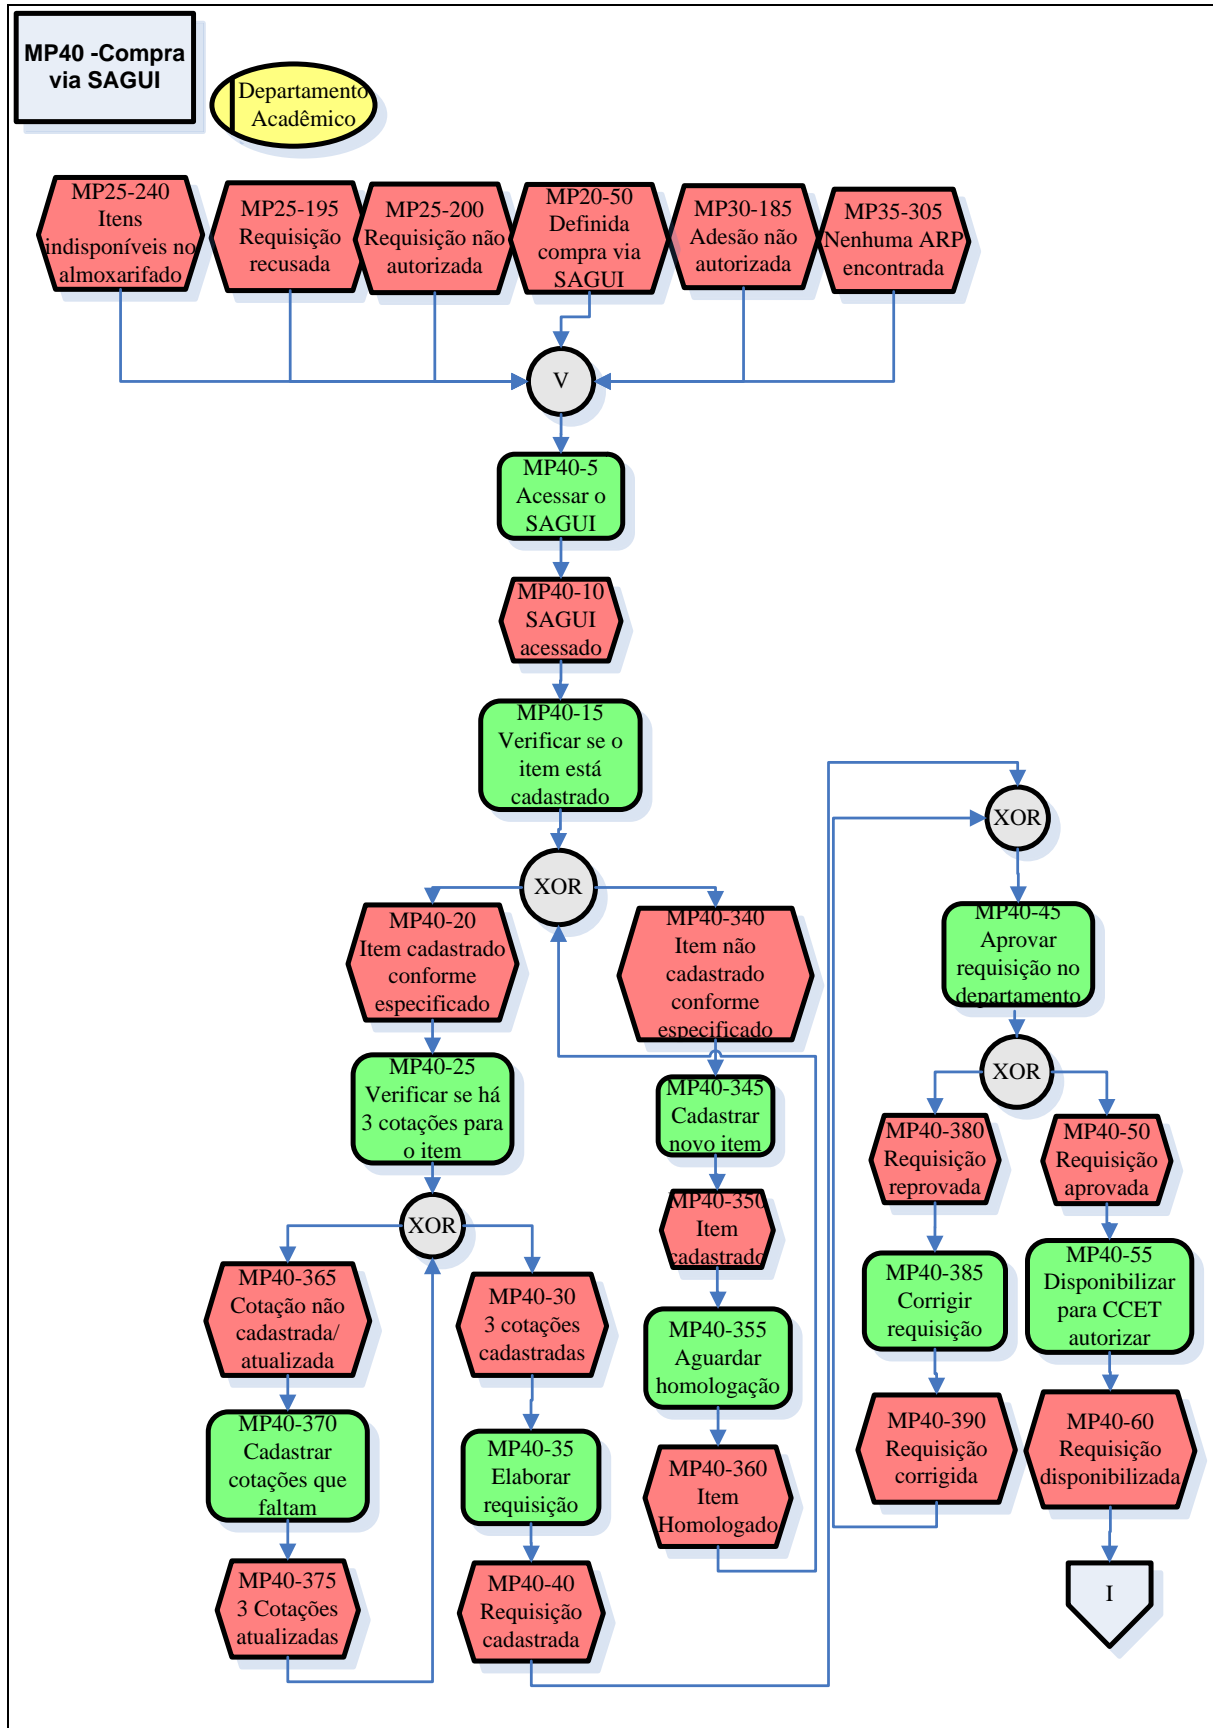 MP40 -Compra
via SAGUI
Departamento
Acadêmico
MP25-240
Itens
indisponíveis no
almoxarifado
MP25-195
Requisição
recusada
MP25-200
Requisição não
autorizada
MP20-50
Definida
compra via
SAGUI
MP30-185
Adesão não
autorizada
MP35-305
Nenhuma ARP
encontrada
V
MP40-5
Acessar o
SAGUI
MP40-10
SAGUI
acessado
MP40-15
Verificar se o
item está
cadastrado
XOR
MP40-20
Item cadastrado
conforme
especificado
MP40-340
Item não
cadastrado
conforme
especificado
MP40-25
Verificar se há
3 cotações para
o item
MP40-345
Cadastrar
novo item
XOR
MP40-350
Item
cadastrado
MP40-365
Cotação não
cadastrada/
atualizada
MP40-30
3 cotações
cadastradas
MP40-355
Aguardar
homologação
MP40-370
Cadastrar
cotações que
faltam
MP40-35
Elaborar
requisição
MP40-360
Item
Homologado
MP40-375
3 Cotações
atualizadas
MP40-40
Requisição
cadastrada
XOR
MP40-45
Aprovar
requisição no
departamento
XOR
MP40-380
Requisição
reprovada
MP40-50
Requisição
aprovada
MP40-385
Corrigir
requisição
MP40-55
Disponibilizar
para CCET
autorizar
MP40-390
Requisição
corrigida
MP40-60
Requisição
disponibilizada
I